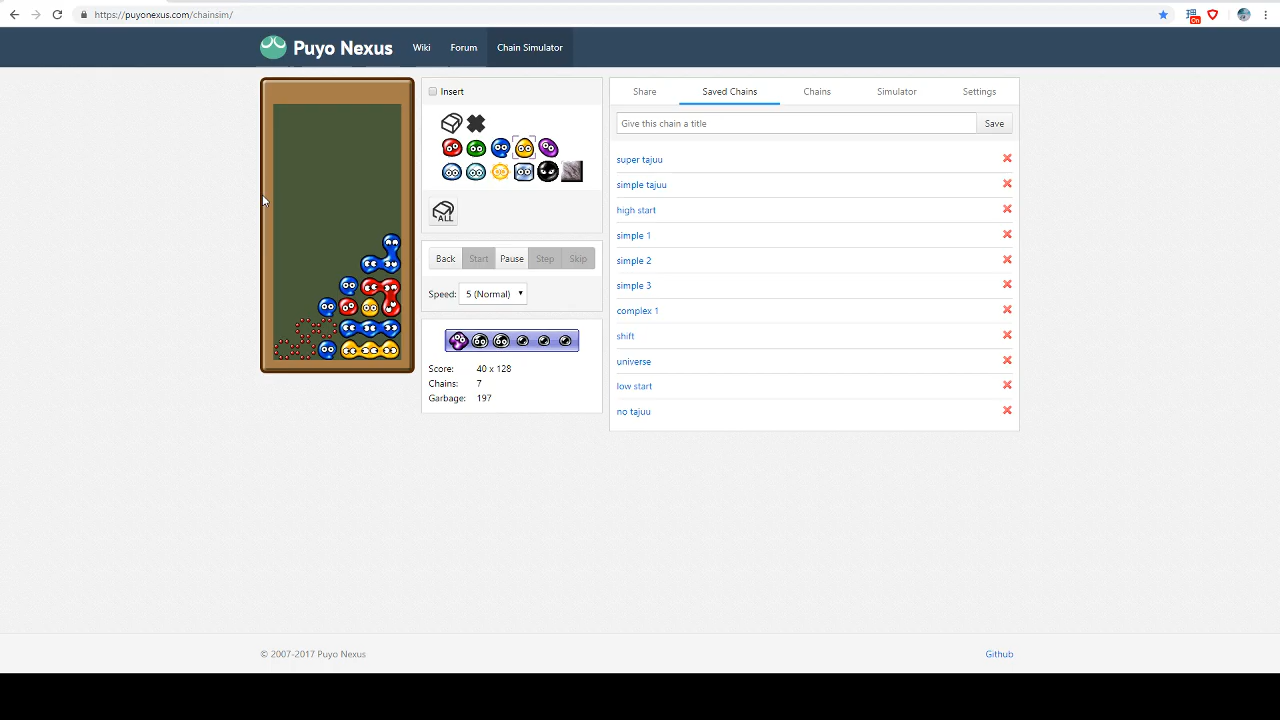 https://puyonexus.com/chainsim/
On
Puyo Nexus
Wiki
Forum
Chain Simulator
Insert
ALL
Back
Start
Pause
Step
Skip
Speed:
5 (Normal)
Score: 40 x 128
Chains: 7
Garbage: 197
Share
Saved Chains
Chains
Simulator
Settings
Give this chain a title
Save
super tajuu
simple tajuu
high start
simple 1
simple 2
simple 3
complex 1
shift
universe
low start
no tajuu
© 2007-2017 Puyo Nexus
Github